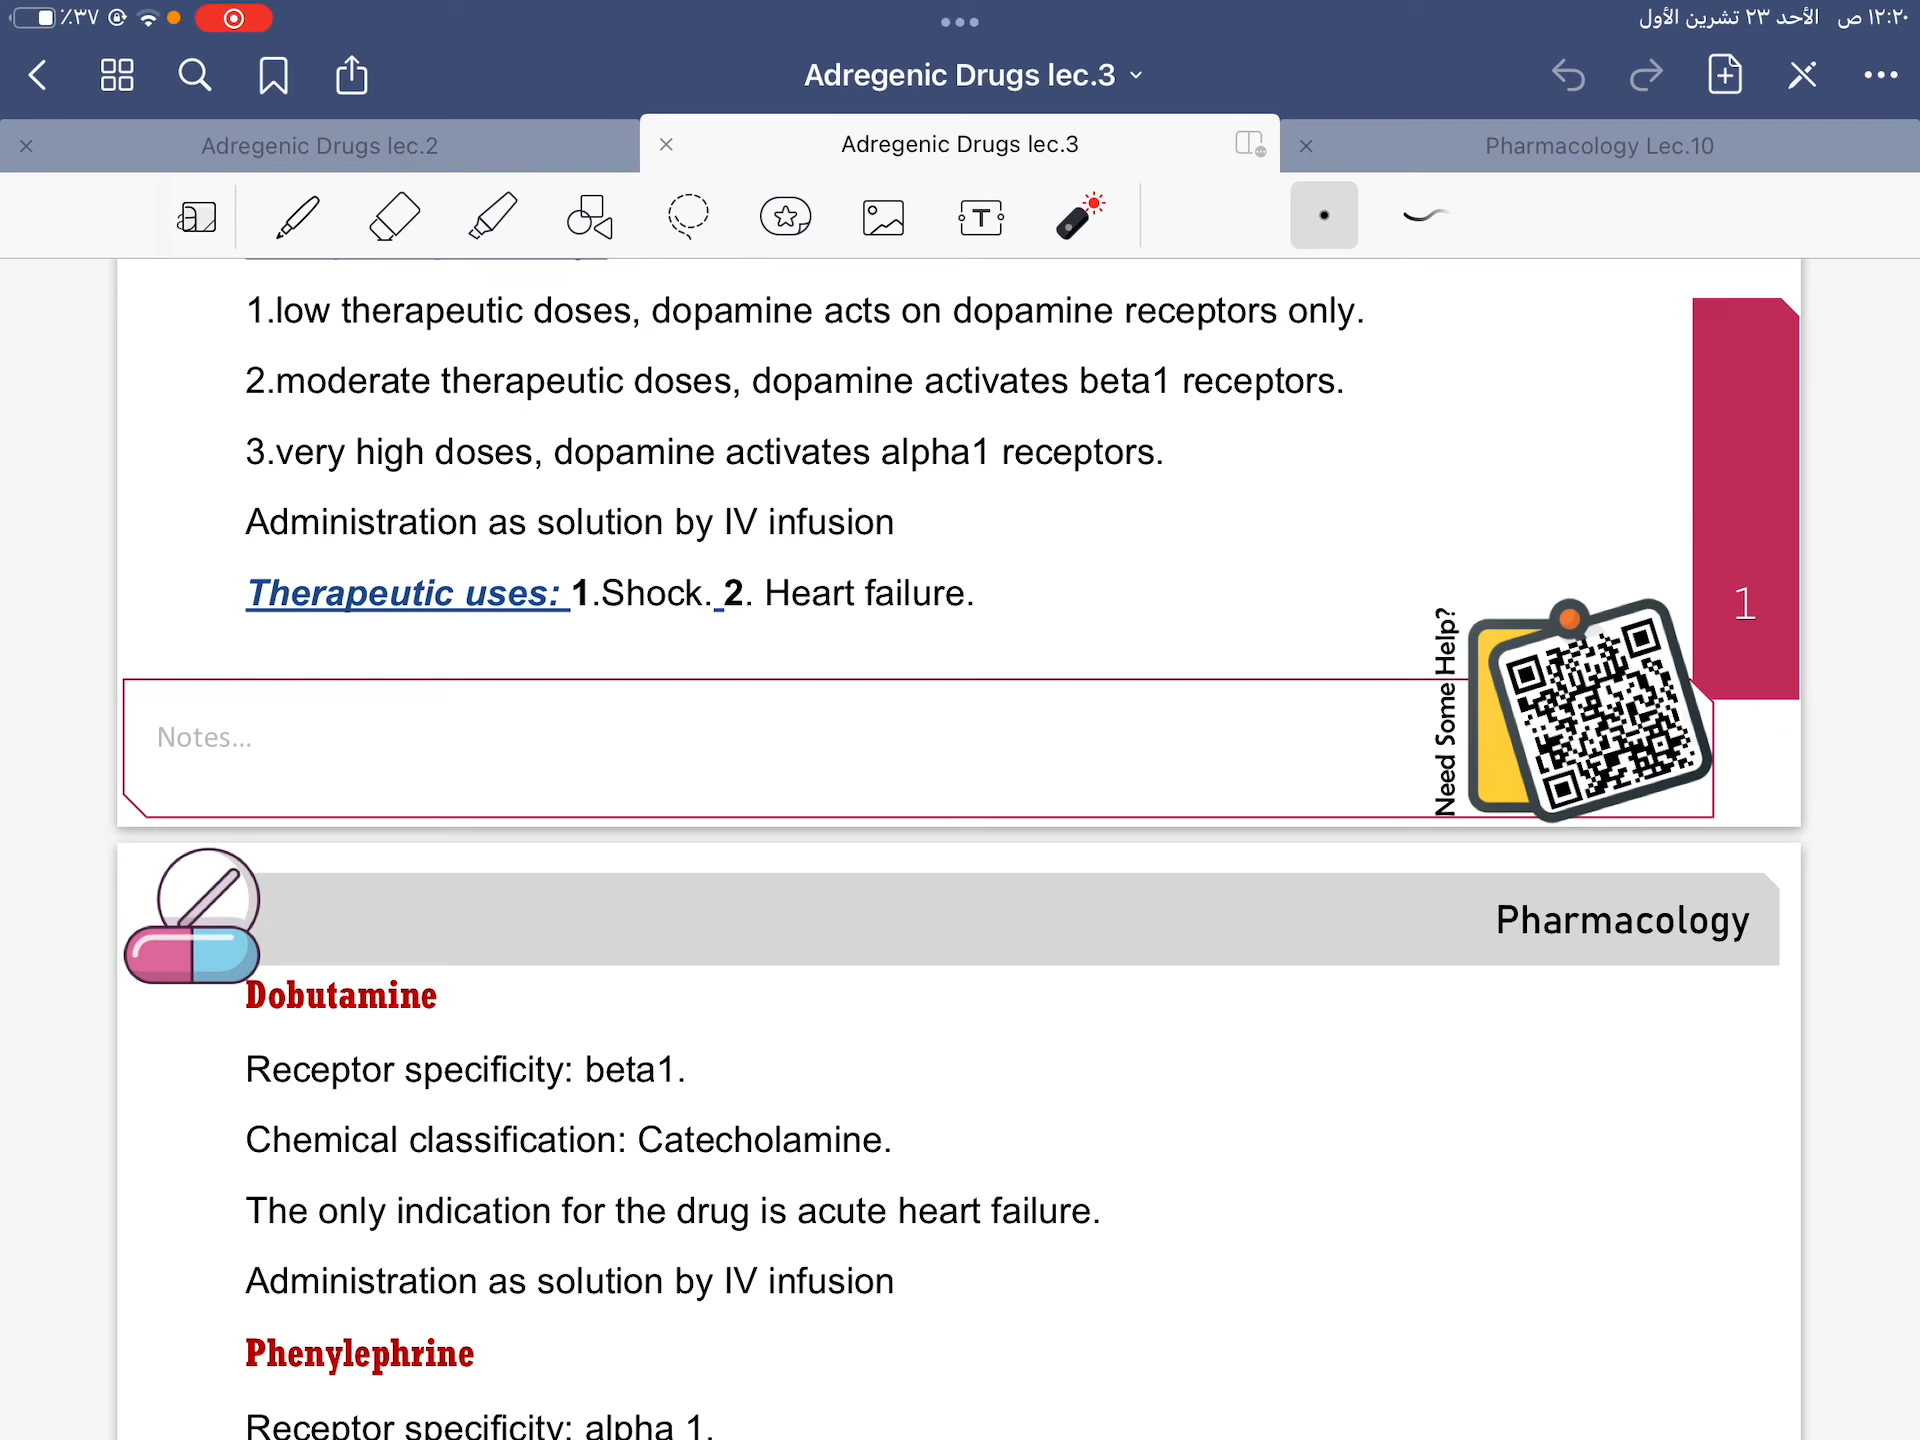 ٪٣٧
١٢:٢٠ ص الأحد ٢٣ تشرين الأول
Adregenic Drugs lec.3
Adregenic Drugs lec.2
Adregenic Drugs lec.3
Pharmacology Lec.10
1.low therapeutic doses, dopamine acts on dopamine receptors only.
2.moderate therapeutic doses, dopamine activates beta1 receptors.
3.very high doses, dopamine activates alpha1 receptors.
Administration as solution by IV infusion
Therapeutic uses: 1.Shock. 2. Heart failure.
1
Need Some Help?
Notes...
Pharmacology
Dobutamine
Receptor specificity: beta1.
Chemical classification: Catecholamine.
The only indication for the drug is acute heart failure.
Administration as solution by IV infusion
Phenylephrine
Receptor specificity: alpha 1.